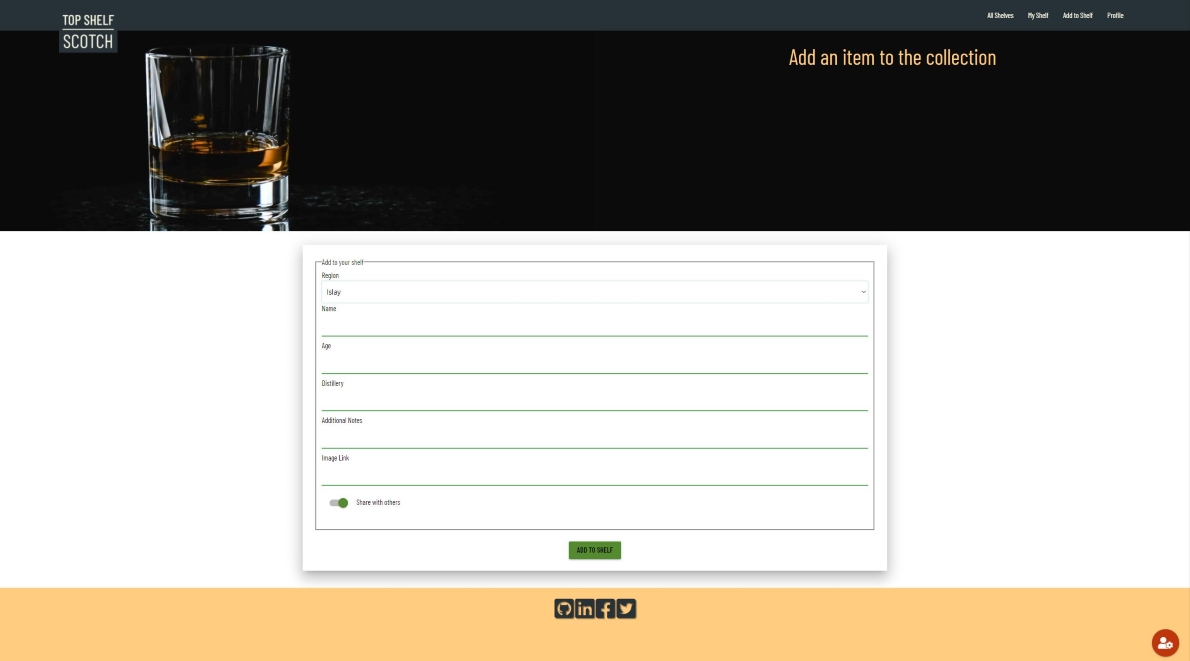 TOP SHELF
SCOTCH
All Shelves
My Shelf
Add to Shelf
Profile
Add an item to the collection
Add to your shelf
Region
Islay
Name
Age
Distillery
Additional Notes
Image Link
Share with others
ADD TO SHELF